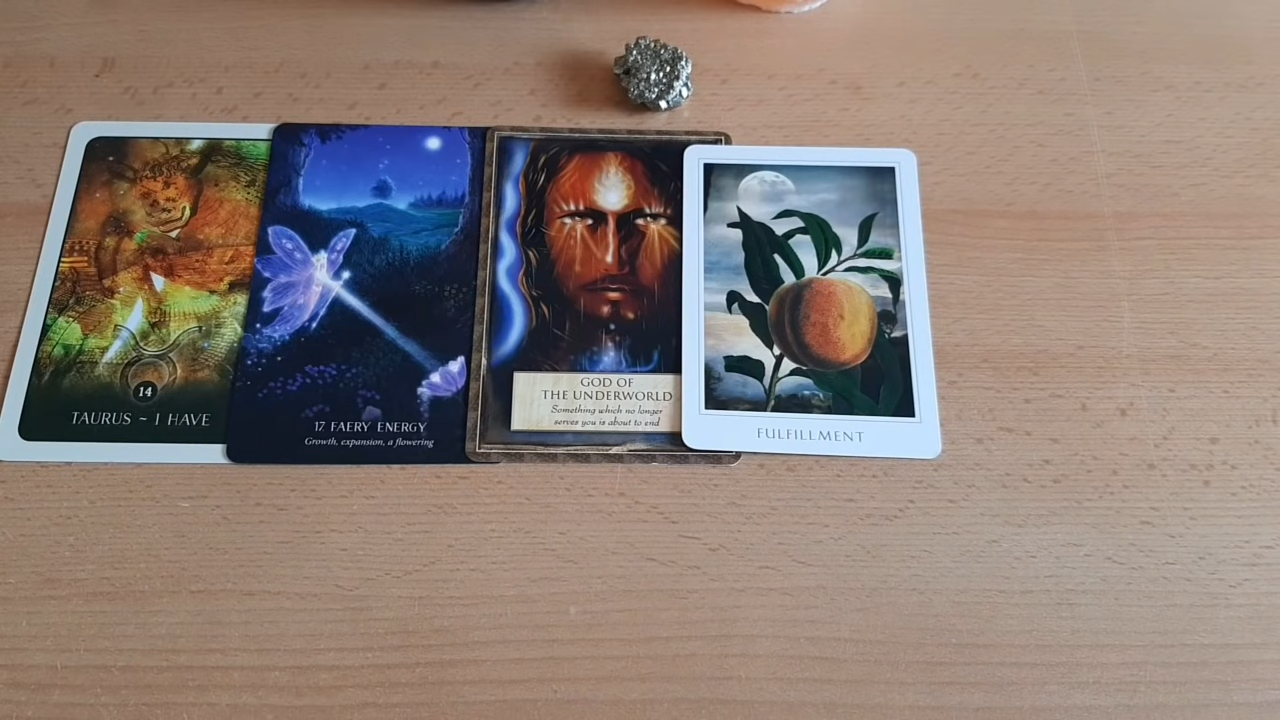 14
TAURUS ~ I HAVE
17 FAERY ENERGY
Growth, expansion, a flowering
GOD OF
THE UNDERWORLD
Something which no longer
serves you is about to end
FULFILLMENT